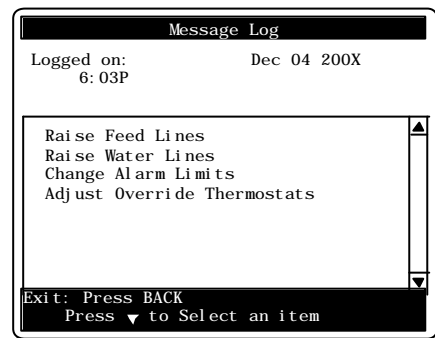 Message Log
Logged on: Dec 04 200X
6:03P
Raise Feed Lines
Raise Water Lines
Change Alarm Limits
Adjust Override Thermostats
Exit: Press BACK
Press ▼ to Select an item